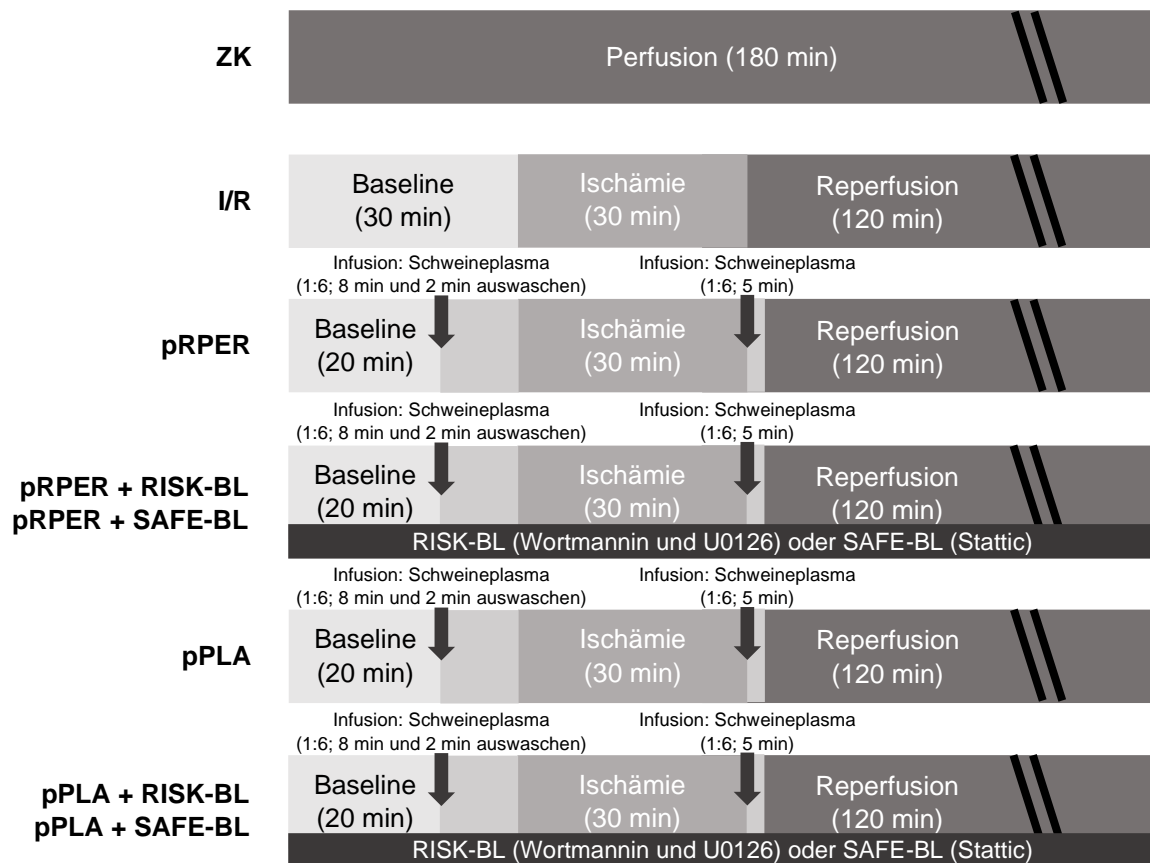 ZK
Perfusion (180 min)
I/R
Baseline
(30 min)
Ischämie
(30 min)
Reperfusion
(120 min)
Infusion: Schweineplasma
(1:6; 8 min und 2 min auswaschen)
Infusion: Schweineplasma
(1:6; 5 min)
pRPER
Baseline
(20 min)
Ischämie
(30 min)
Reperfusion
(120 min)
Infusion: Schweineplasma
(1:6; 8 min und 2 min auswaschen)
Infusion: Schweineplasma
(1:6; 5 min)
pRPER + RISK-BL
pRPER + SAFE-BL
Baseline
(20 min)
Ischämie
(30 min)
Reperfusion
(120 min)
RISK-BL (Wortmannin und U0126) oder SAFE-BL (Stattic)
Infusion: Schweineplasma
(1:6; 8 min und 2 min auswaschen)
Infusion: Schweineplasma
(1:6; 5 min)
pPLA
Baseline
(20 min)
Ischämie
(30 min)
Reperfusion
(120 min)
Infusion: Schweineplasma
(1:6; 8 min und 2 min auswaschen)
Infusion: Schweineplasma
(1:6; 5 min)
pPLA + RISK-BL
pPLA + SAFE-BL
Baseline
(20 min)
Ischämie
(30 min)
Reperfusion
(120 min)
RISK-BL (Wortmannin und U0126) oder SAFE-BL (Stattic)